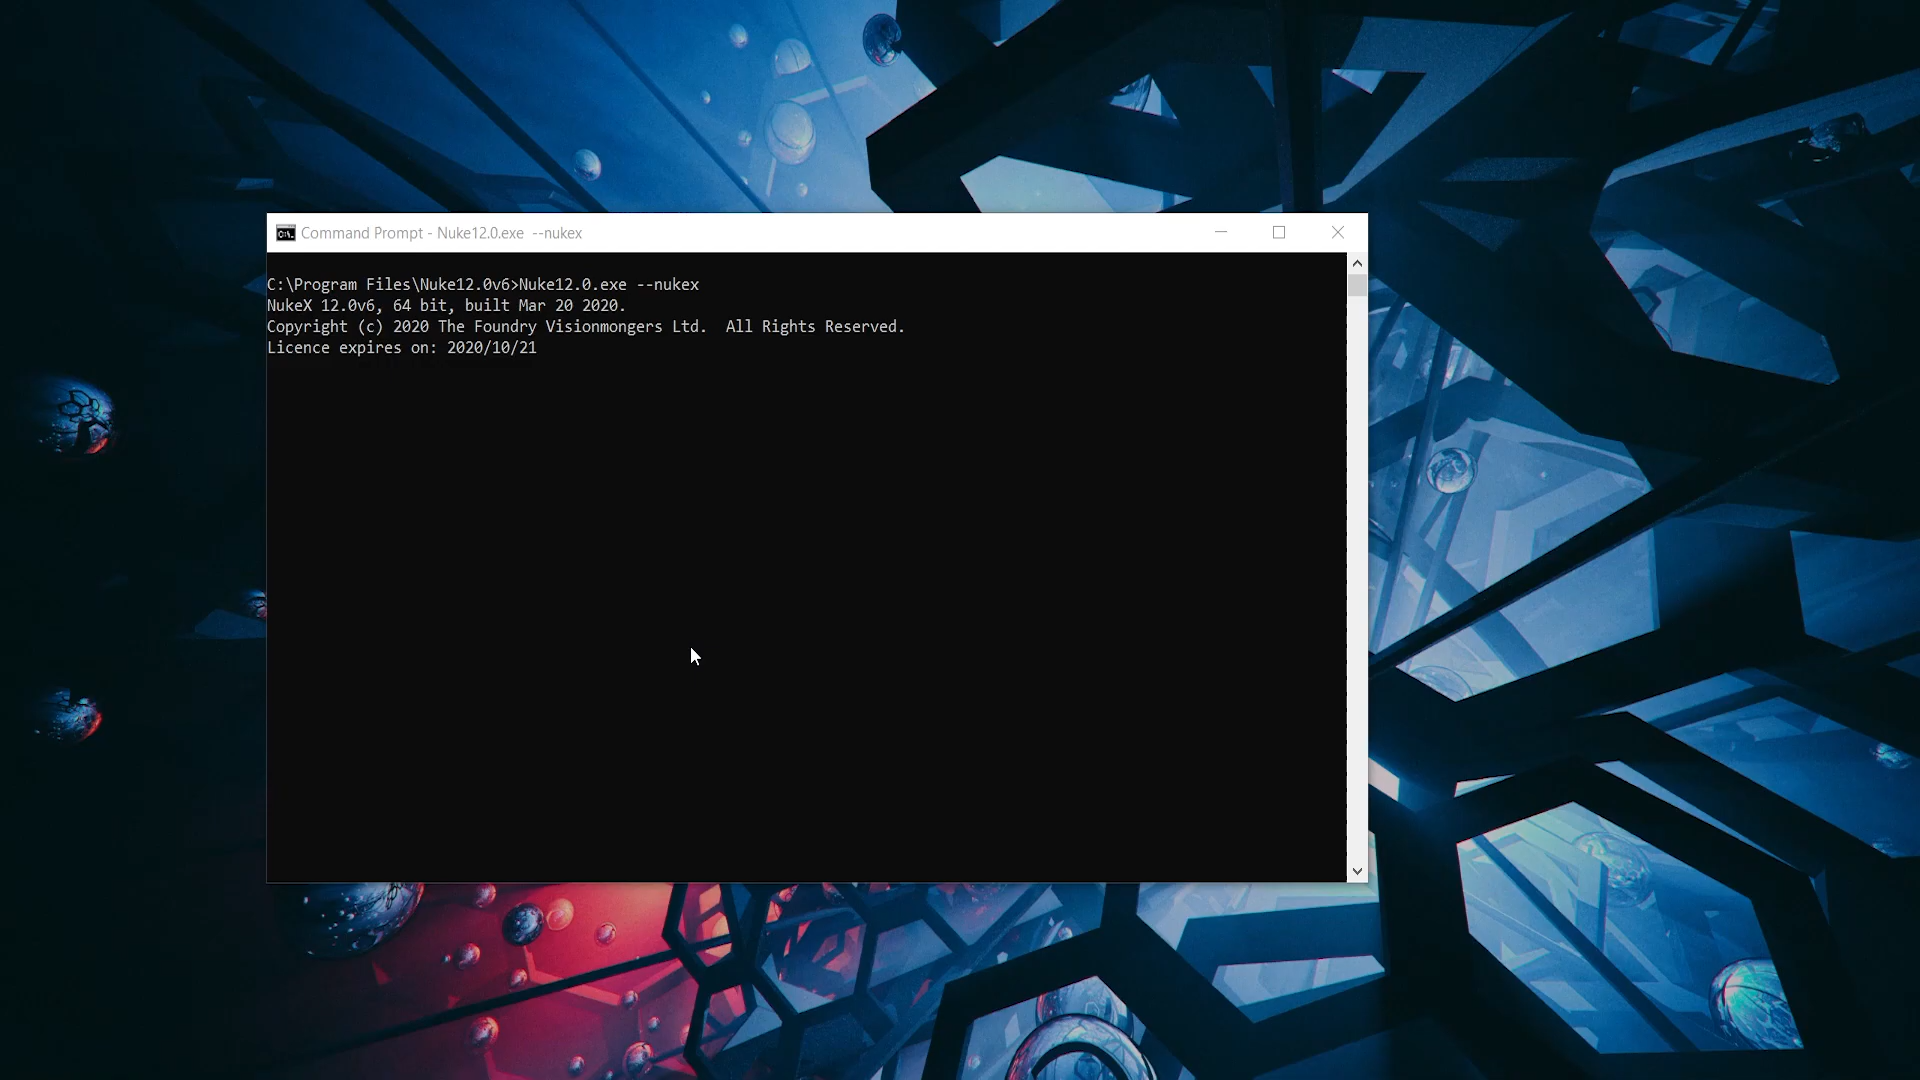 Command Prompt - Nuke12.0.exe  --nukex
C:\Program Files\Nuke12.0v6>Nuke12.0.exe --nukex
NukeX 12.0v6, 64 bit, built Mar 20 2020.
Copyright (c) 2020 The Foundry Visionmongers Ltd.  All Rights Reserved.
Licence expires on: 2020/10/21